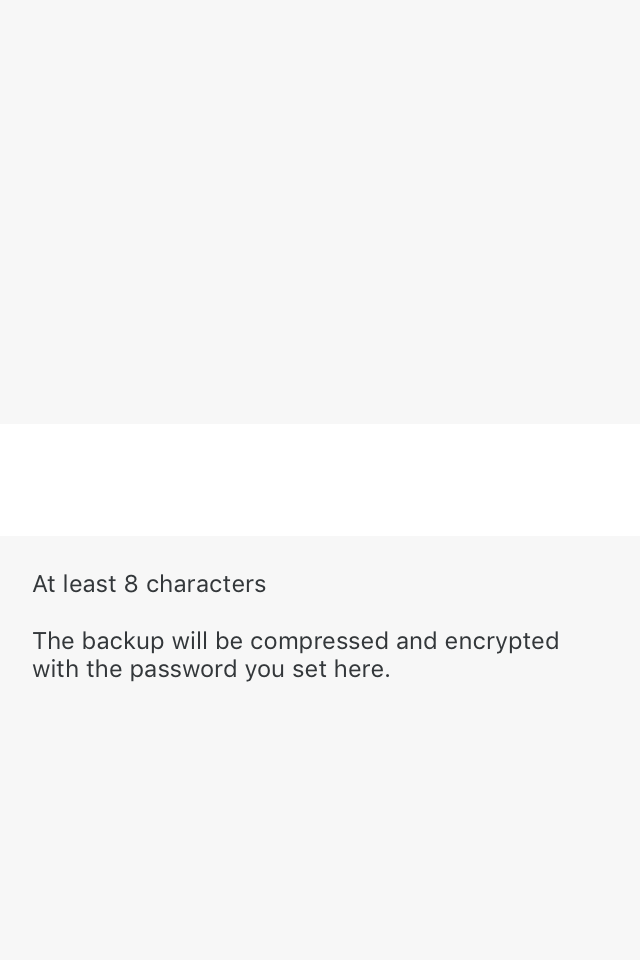 At least 8 characters
The backup will be compressed and encrypted
with the password you set here.